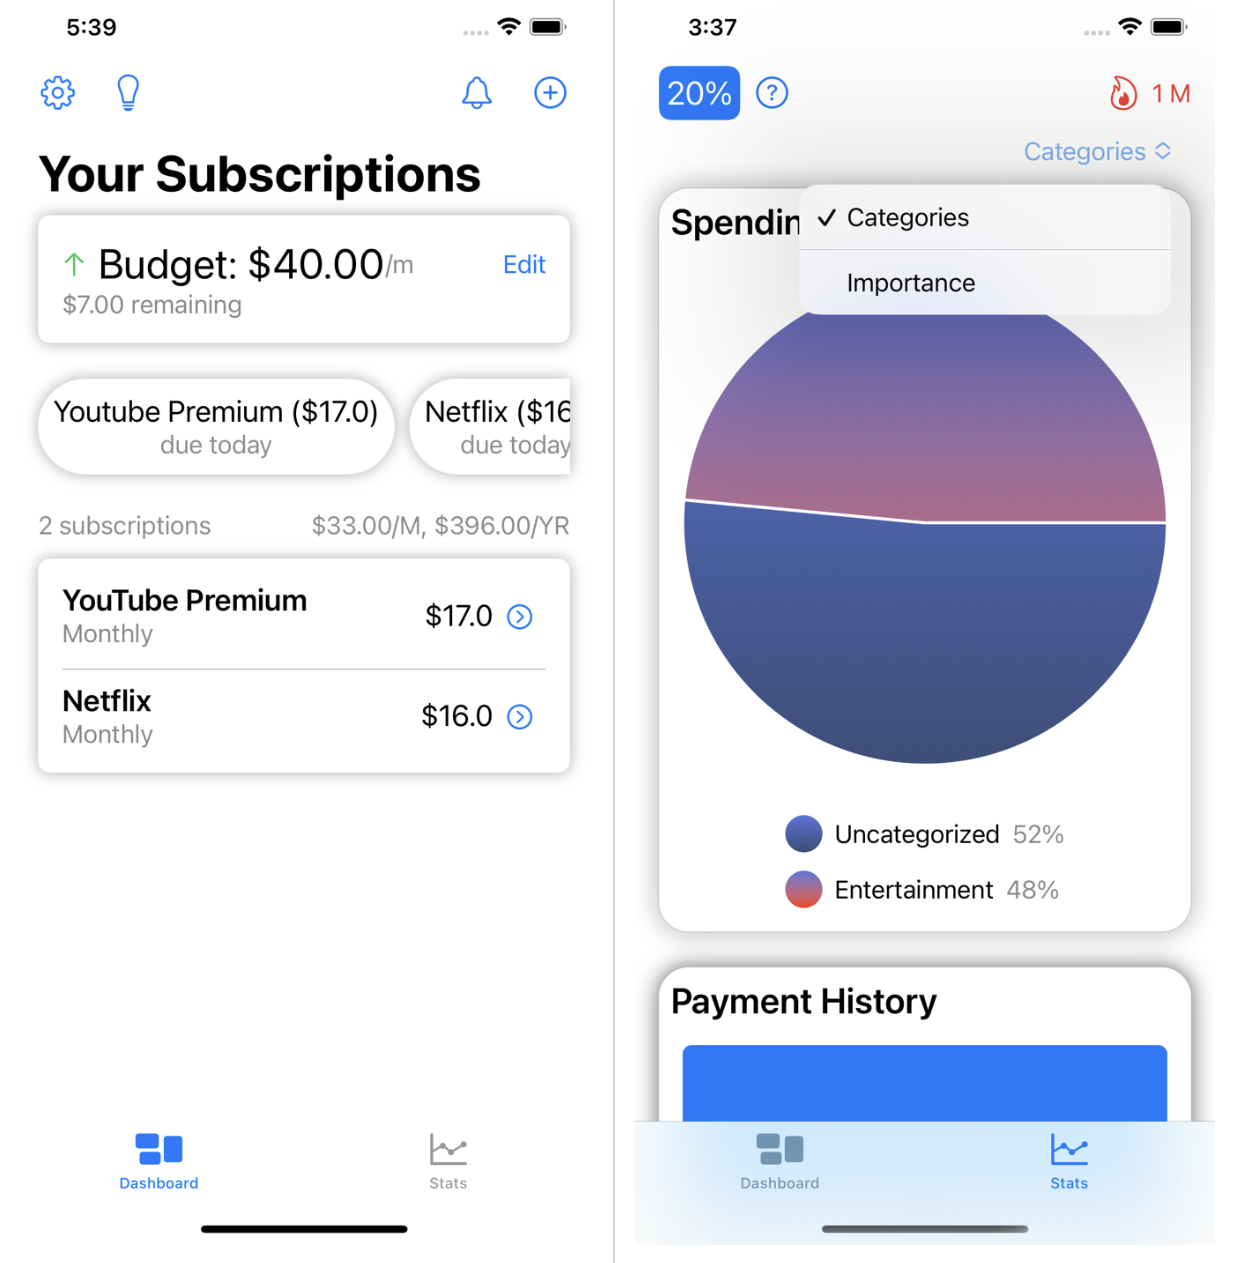 5:39
Your Subscriptions
Budget: $40.00/m
Edit
$7.00 remaining
Youtube Premium ($17.0)
due today
Netflix ($16
due today
2 subscriptions
$33.00/M, $396.00/YR
YouTube Premium
Monthly
$17.0
Netflix
Monthly
$16.0
Dashboard
Stats
3:37
20%
?
1 M
Categories
Spendin
✓ Categories
Importance
Uncategorized 52%
Entertainment 48%
Payment History
Dashboard
Stats